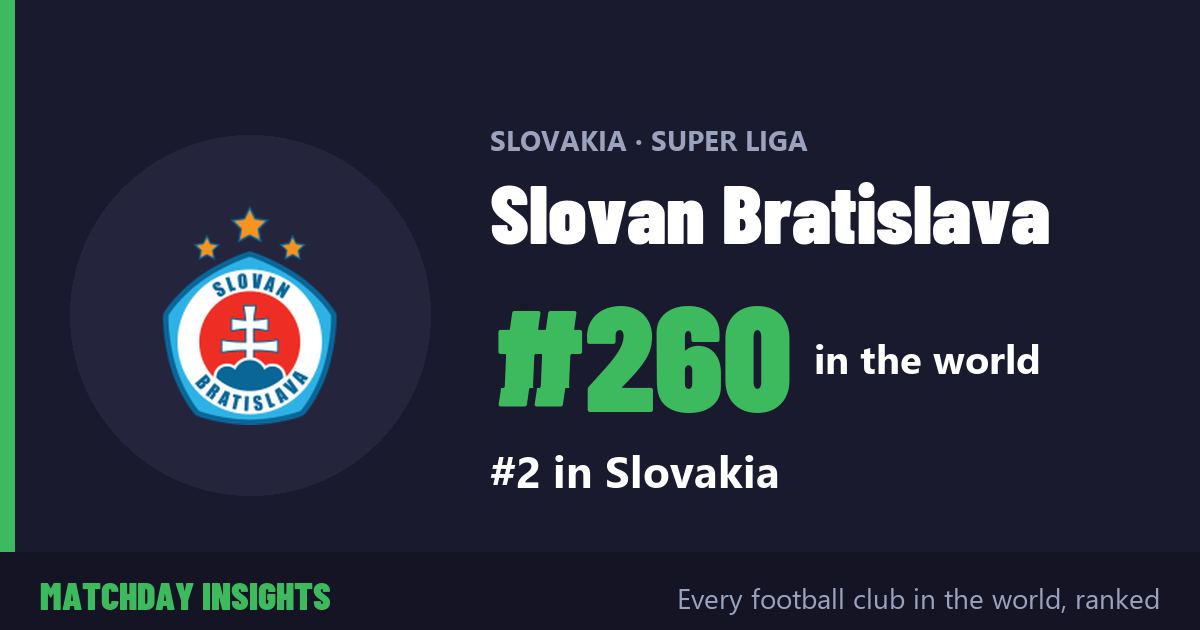 SLOVAKIA · SUPER LIGA
Slovan Bratislava
SLOVAN
BRATISLAVA
#260 in the world
#2 in Slovakia
MATCHDAY INSIGHTS
Every football club in the world, ranked